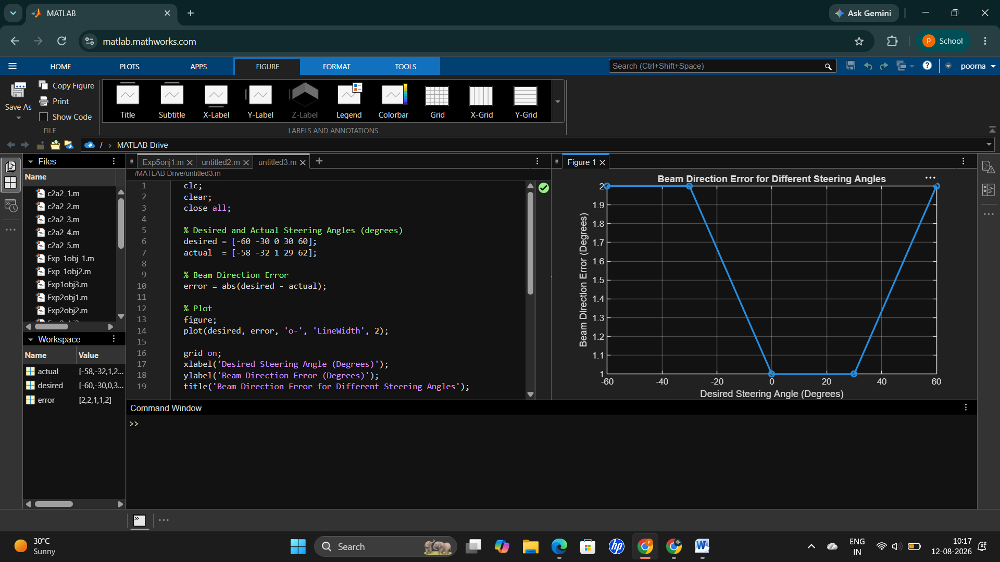 MATLAB
Ask Gemini
matlab.mathworks.com
P
School
HOME
PLOTS
APPS
FIGURE
FORMAT
TOOLS
Search (Ctrl+Shift+Space)
poorna
Save As
Copy Figure
Print
Show Code
FILE
Title
Subtitle
X-Label
Y-Label
Z-Label
Legend
Colorbar
Grid
X-Grid
Y-Grid
LABELS AND ANNOTATIONS
/ › MATLAB Drive
Files
Name
c2a2_1.m
c2a2_2.m
c2a2_3.m
c2a2_4.m
c2a2_5.m
Exp_1obj_1.m
Exp_1obj2.m
Exp1obj3.m
Exp2obj1.m
Exp2obj2.m
Workspace
Name Value
actual [-58,-32,1,2...
desired [-60,-30,0,3...
error [2,2,1,1,2]
Exp5onj1.m
untitled2.m
untitled3.m
/MATLAB Drive/untitled3.m
1 clc;
2 clear;
3 close all;
4
5 % Desired and Actual Steering Angles (degrees)
6 desired = [-60 -30 0 30 60];
7 actual  = [-58 -32 1 29 62];
8
9 % Beam Direction Error
10 error = abs(desired - actual);
11
12 % Plot
13 figure;
14 plot(desired, error, 'o-', 'LineWidth', 2);
15
16 grid on;
17 xlabel('Desired Steering Angle (Degrees)');
18 ylabel('Beam Direction Error (Degrees)');
19 title('Beam Direction Error for Different Steering Angles');
Figure 1
Beam Direction Error for Different Steering Angles
Beam Direction Error (Degrees)
2
1.9
1.8
1.7
1.6
1.5
1.4
1.3
1.2
1.1
1
-60 -40 -20 0 20 40 60
Desired Steering Angle (Degrees)
Command Window
>>
30°C
Sunny
Search
hp
W
ENG
IN
10:17
12-08-2026